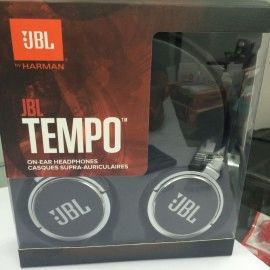 JBL
by HARMAN
JBL
TEMPO™
ON-EAR HEADPHONES
CASQUES SUPRA-AURICULAIRES
JBL
JBL